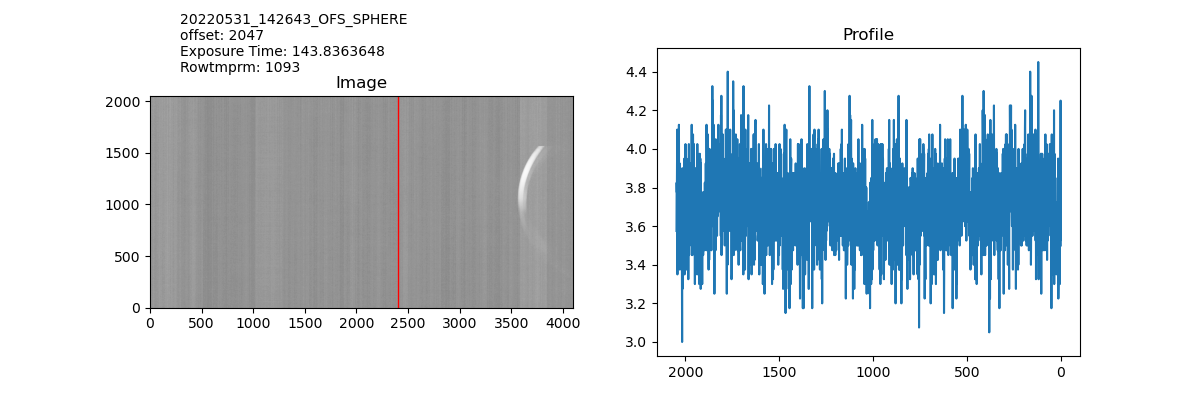 20220531_142643_OFS_SPHERE
offset: 2047
Exposure Time: 143.8363648
Rowtmprm: 1093
Image
2000
1500
1000
500
0
0 500 1000 1500 2000 2500 3000 3500 4000
Profile
4.4
4.2
4.0
3.8
3.6
3.4
3.2
3.0
2000 1500 1000 500 0